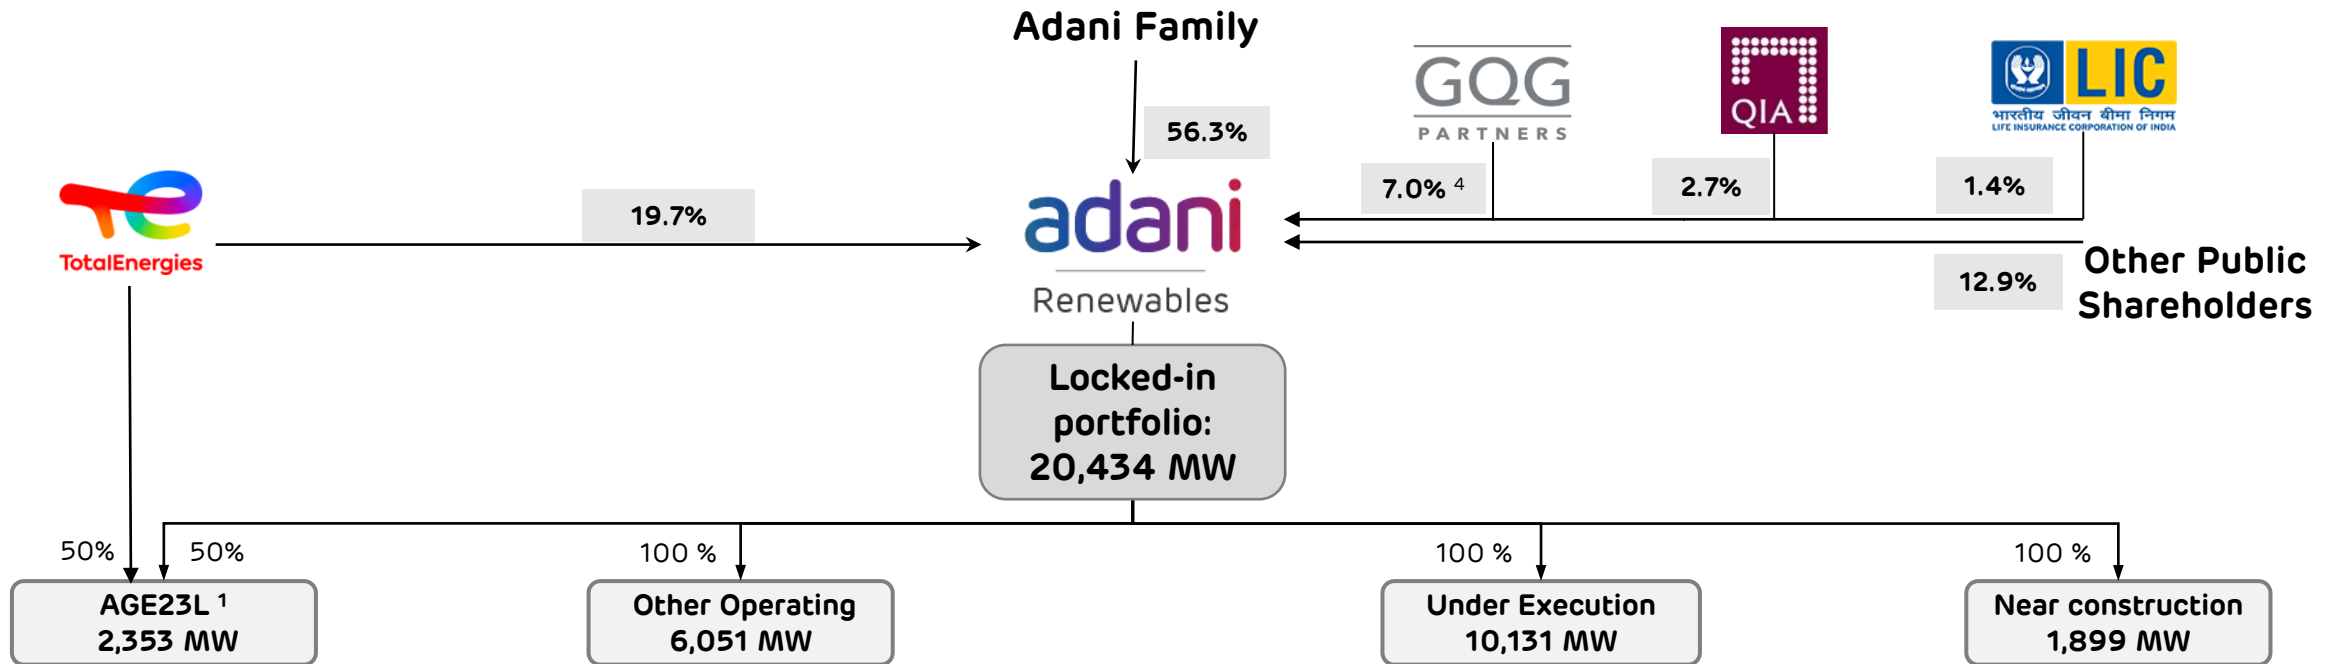 Adani Family
56.3%
GQG
PARTNERS
7.0% 4
QIA
2.7%
LIC
भारतीय जीवन बीमा निगम
LIFE INSURANCE CORPORATION OF INDIA
1.4%
TotalEnergies
19.7%
adani
Renewables
Other Public
Shareholders
12.9%
Locked-in
portfolio:
20,434 MW
50%
50%
100 %
100 %
100 %
AGE23L 1
2,353 MW
Other Operating
6,051 MW
Under Execution
10,131 MW
Near construction
1,899 MW